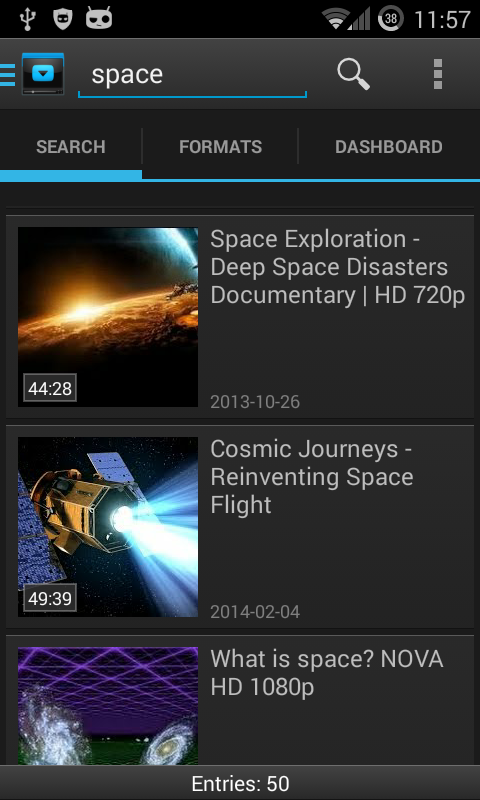 38 11:57
space
SEARCH FORMATS DASHBOARD
Space Exploration -
Deep Space Disasters
Documentary | HD 720p
44:28
2013-10-26
Cosmic Journeys -
Reinventing Space
Flight
49:39
2014-02-04
What is space? NOVA
HD 1080p
Entries: 50